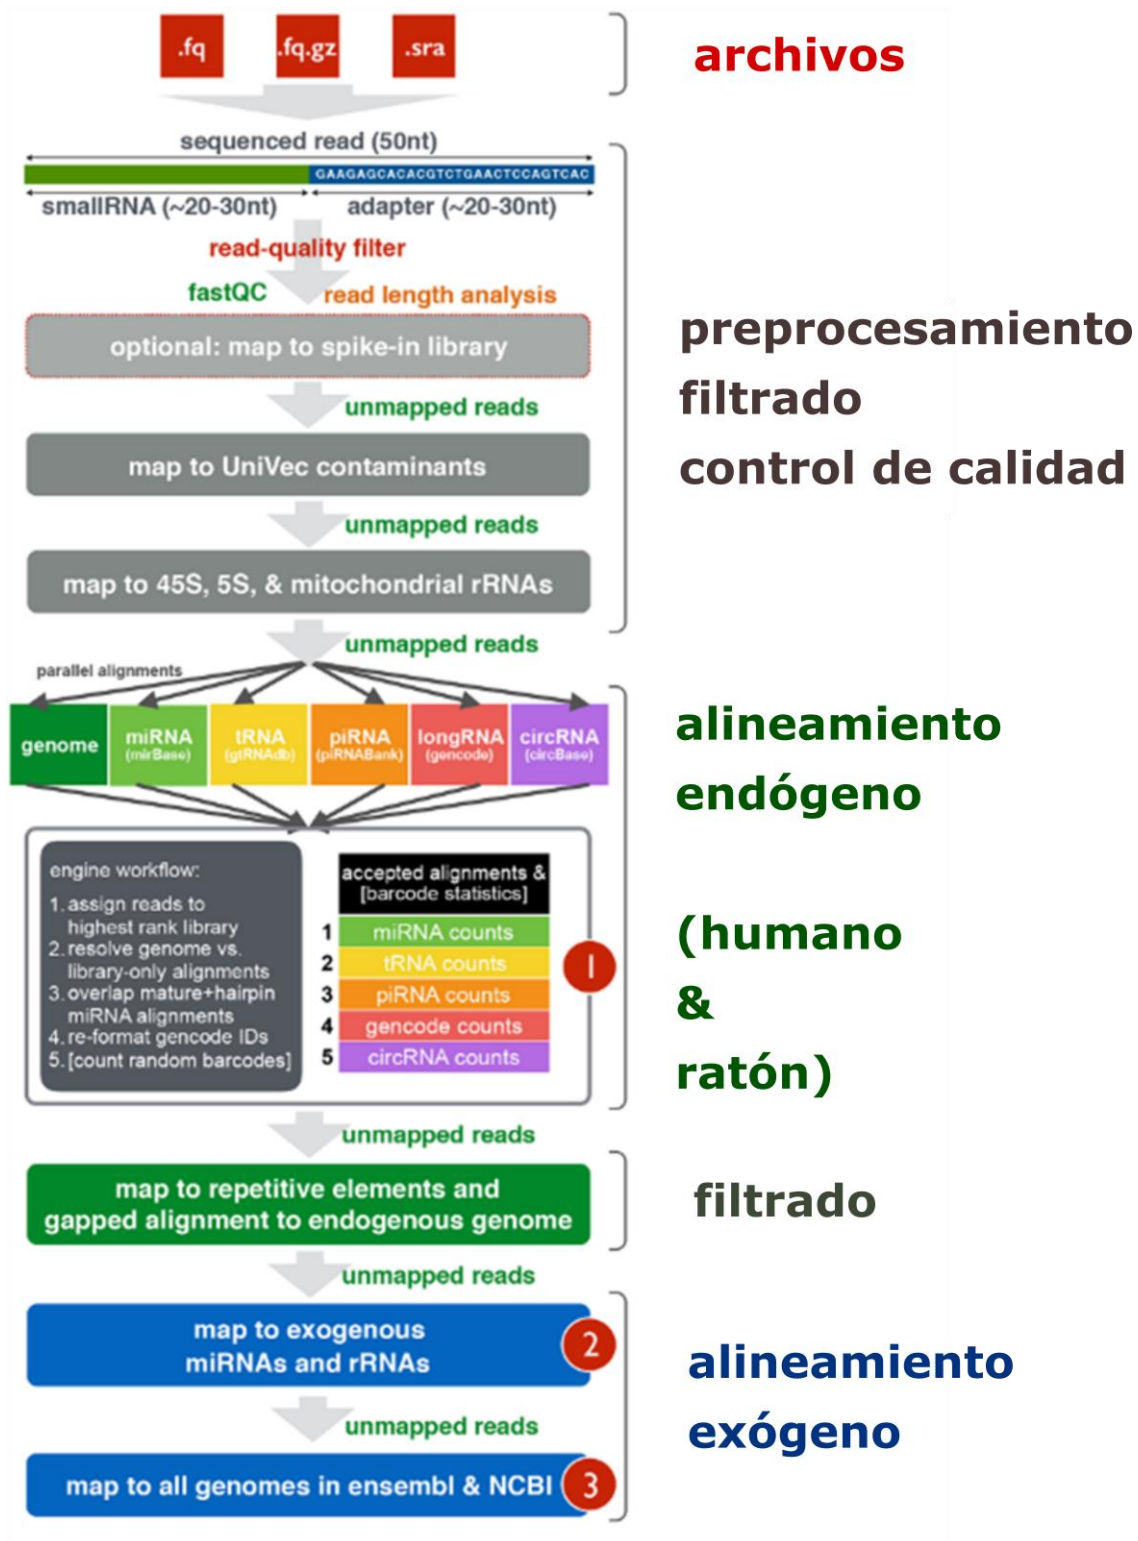 .fq
.fq.gz
.sra
archivos
sequenced read (50nt)
GAAGAGCACACGTCTGAACTCCAGTCAC
smallRNA (~20-30nt)
adapter (~20-30nt)
read-quality filter
fastQC
read length analysis
optional: map to spike-in library
unmapped reads
map to UniVec contaminants
unmapped reads
map to 45S, 5S, & mitochondrial rRNAs
preprocesamiento
filtrado
control de calidad
unmapped reads
parallel alignments
genome
miRNA
(mirBase)
tRNA
(gtRNAdb)
piRNA
(piRNABank)
longRNA
(gencode)
circRNA
(circBase)
engine workflow:
1. assign reads to
highest rank library
2. resolve genome vs.
library-only alignments
3. overlap mature+hairpin
miRNA alignments
4. re-format gencode IDs
5. [count random barcodes]
accepted alignments &
[barcode statistics]
1 miRNA counts
2 tRNA counts
3 piRNA counts
4 gencode counts
5 circRNA counts
1
alineamiento
endógeno
(humano
&
ratón)
unmapped reads
map to repetitive elements and
gapped alignment to endogenous genome
filtrado
unmapped reads
map to exogenous
miRNAs and rRNAs
2
unmapped reads
map to all genomes in ensembl & NCBI
3
alineamiento
exógeno